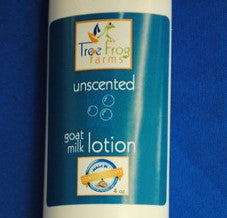 Tree Frog
farms
unscented
goat
milk lotion
4 oz